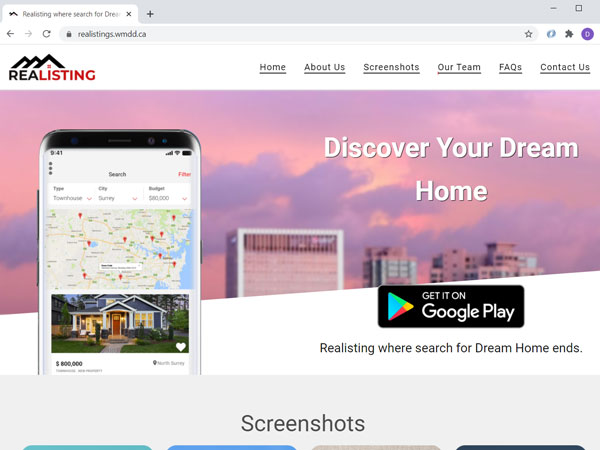 Realisting where search for Dream
realistings.wmdd.ca
D
REALISTING
Home About Us Screenshots Our Team FAQs Contact Us
Discover Your Dream
Home
9:41
Search
Filter
Type City Budget
Townhouse Surrey $80,000
$ 800,000
North Surrey
TOWNHOUSE - NEW PROPERTY
GET IT ON
Google Play
Realisting where search for Dream Home ends.
Screenshots